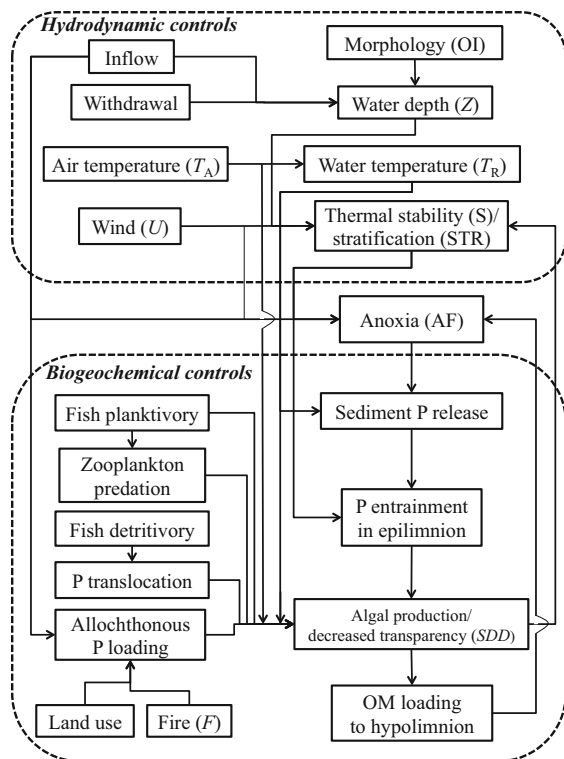 Hydrodynamic controls
Morphology (OI)
Inflow
Withdrawal
Water depth (Z)
Air temperature (T_A)
Water temperature (T_R)
Wind (U)
Thermal stability (S)/
stratification (STR)
Anoxia (AF)
Biogeochemical controls
Fish planktivory
Sediment P release
Zooplankton
predation
P entrainment
in epilimnion
Fish detritivory
P translocation
Allochthonous
P loading
Algal production/
decreased transparency (SDD)
Land use
Fire (F)
OM loading
to hypolimnion